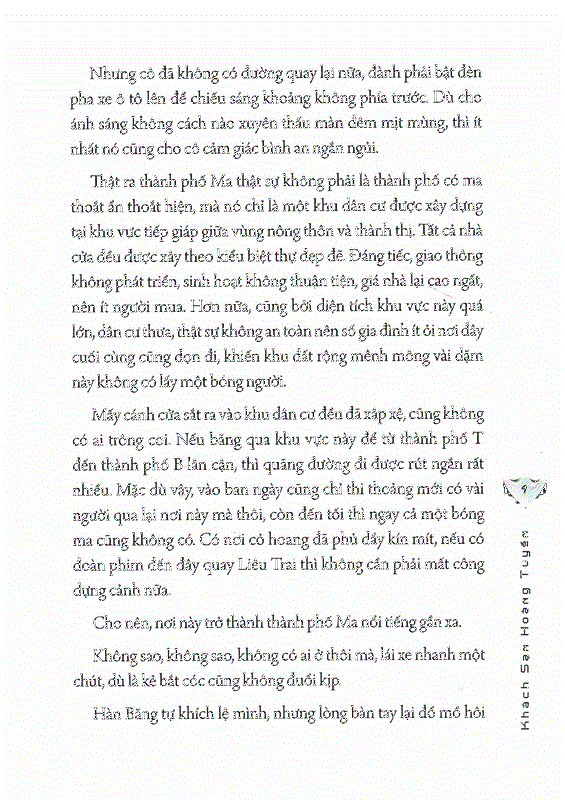 Nhưng cô đã không có đường quay lại nữa, đành phải bật đèn
pha xe ô tô lên để chiếu sáng khoảng không phía trước. Dù cho
ánh sáng không cách nào xuyên thấu màn đêm mịt mùng, thì ít
nhất nó cũng cho cô cảm giác bình an ngắn ngủi.
Thật ra thành phố Ma thật sự không phải là thành phố có ma
thoắt ẩn thoắt hiện, mà nó chỉ là một khu dân cư được xây dựng
tại khu vực tiếp giáp giữa vùng nông thôn và thành thị. Tất cả nhà
cửa đều được xây theo kiểu biệt thự đẹp đẽ. Đáng tiếc, giao thông
không phát triển, sinh hoạt không thuận tiện, giá nhà lại cao ngất,
nên ít người mua. Hơn nữa, cũng bởi diện tích khu vực này quá
lớn, dân cư thưa, thật sự không an toàn nên số gia đình ít ỏi nơi đây
cuối cùng cũng dọn đi, khiến khu đất rộng mênh mông vài dặm
này không có lấy một bóng người.
Mấy cánh cửa sắt ra vào khu dân cư đều đã xập xệ, cũng không
có ai trông coi. Nếu băng qua khu vực này để từ thành phố T
đến thành phố B lân cận, thì quãng đường đi được rút ngắn rất
nhiều. Mặc dù vậy, vào ban ngày cũng chỉ thi thoảng mới có vài
người qua lại nơi này mà thôi, còn đến tối thì ngay cả một bóng
ma cũng không có. Có nơi cỏ hoang đã phủ dày kín mít, nếu có
đoàn phim đến đây quay Liêu Trai thì không cần phải mất công
dựng cảnh nữa.
Cho nên, nơi này trở thành thành phố Ma nổi tiếng gần xa.
Không sao, không sao, không có ai ở thôi mà, lái xe nhanh một
chút, dù là kẻ bắt cóc cũng không đuổi kịp.
Hàn Băng tự khích lệ mình, nhưng lòng bàn tay lại đổ mồ hôi
9
Khách Sạn Hoàng Tuyền